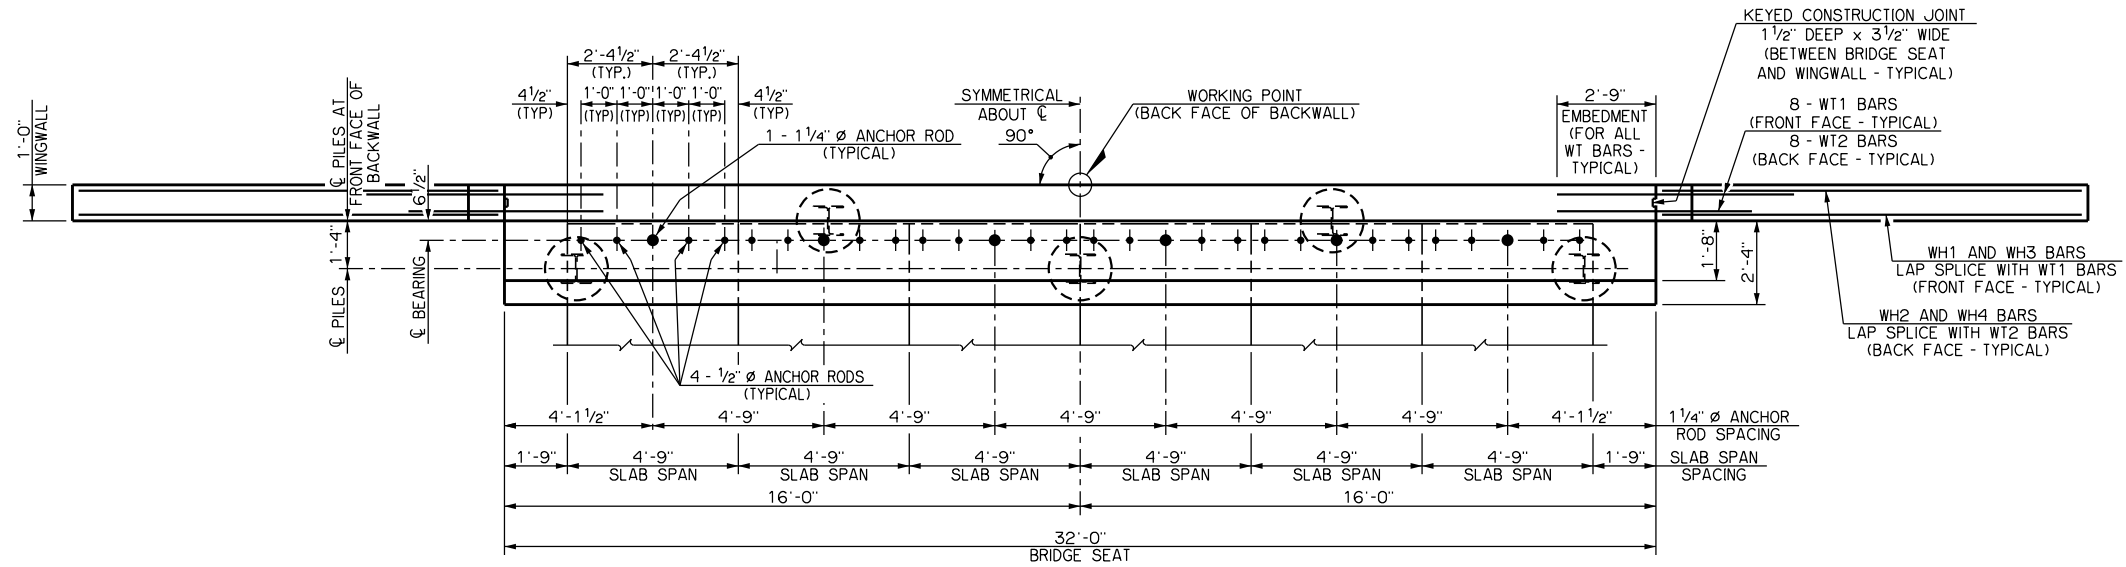 KEYED CONSTRUCTION JOINT
1 1/2" DEEP x 3 1/2" WIDE
(BETWEEN BRIDGE SEAT
AND WINGWALL - TYPICAL)
2'-4 1/2"
(TYP.)
2'-4 1/2"
(TYP.)
4 1/2"
(TYP)
1'-0"
(TYP)
1'-0"
(TYP)
1'-0"
(TYP)
1'-0"
(TYP)
4 1/2"
(TYP)
SYMMETRICAL
ABOUT ℄
90°
WORKING POINT
(BACK FACE OF BACKWALL)
2'-9"
EMBEDMENT
(FOR ALL
WT BARS -
TYPICAL)
8 - WT1 BARS
(FRONT FACE - TYPICAL)
8 - WT2 BARS
(BACK FACE - TYPICAL)
1'-0"
WINGWALL
℄ PILES AT
FRONT FACE OF
BACKWALL
6 1/2"
1 - 1 1/4" Ø ANCHOR ROD
(TYPICAL)
1'-4"
℄ PILES
℄ BEARING
1'-8"
2'-4"
WH1 AND WH3 BARS
LAP SPLICE WITH WT1 BARS
(FRONT FACE - TYPICAL)
WH2 AND WH4 BARS
LAP SPLICE WITH WT2 BARS
(BACK FACE - TYPICAL)
4 - 1/2" Ø ANCHOR RODS
(TYPICAL)
4'-1 1/2"
4'-9"
4'-9"
4'-9"
4'-9"
4'-9"
4'-1 1/2"
1 1/4" Ø ANCHOR
ROD SPACING
1'-9"
4'-9"
SLAB SPAN
4'-9"
SLAB SPAN
4'-9"
SLAB SPAN
4'-9"
SLAB SPAN
4'-9"
SLAB SPAN
4'-9"
SLAB SPAN
1'-9"
SLAB SPAN
SPACING
16'-0"
16'-0"
32'-0"
BRIDGE SEAT